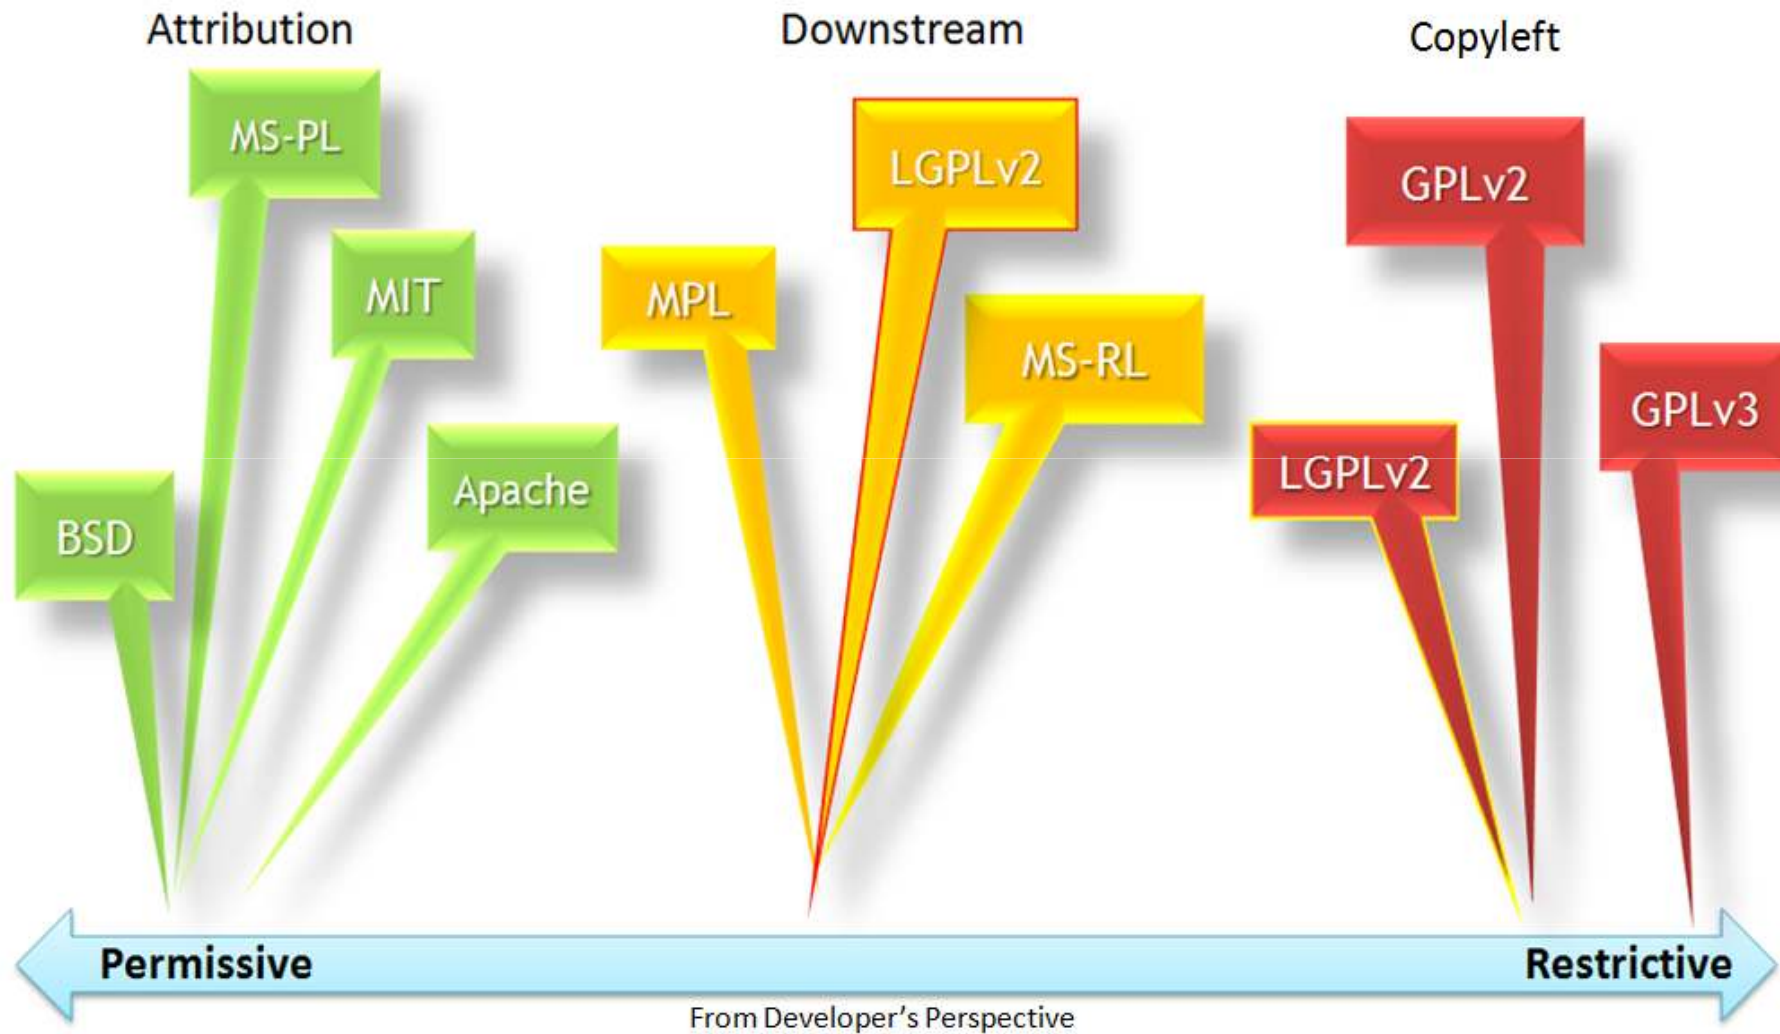 Attribution
Downstream
Copyleft
MS-PL
LGPLv2
GPLv2
MIT
MPL
MS-RL
GPLv3
Apache
LGPLv2
BSD
Permissive
Restrictive
From Developer's Perspective